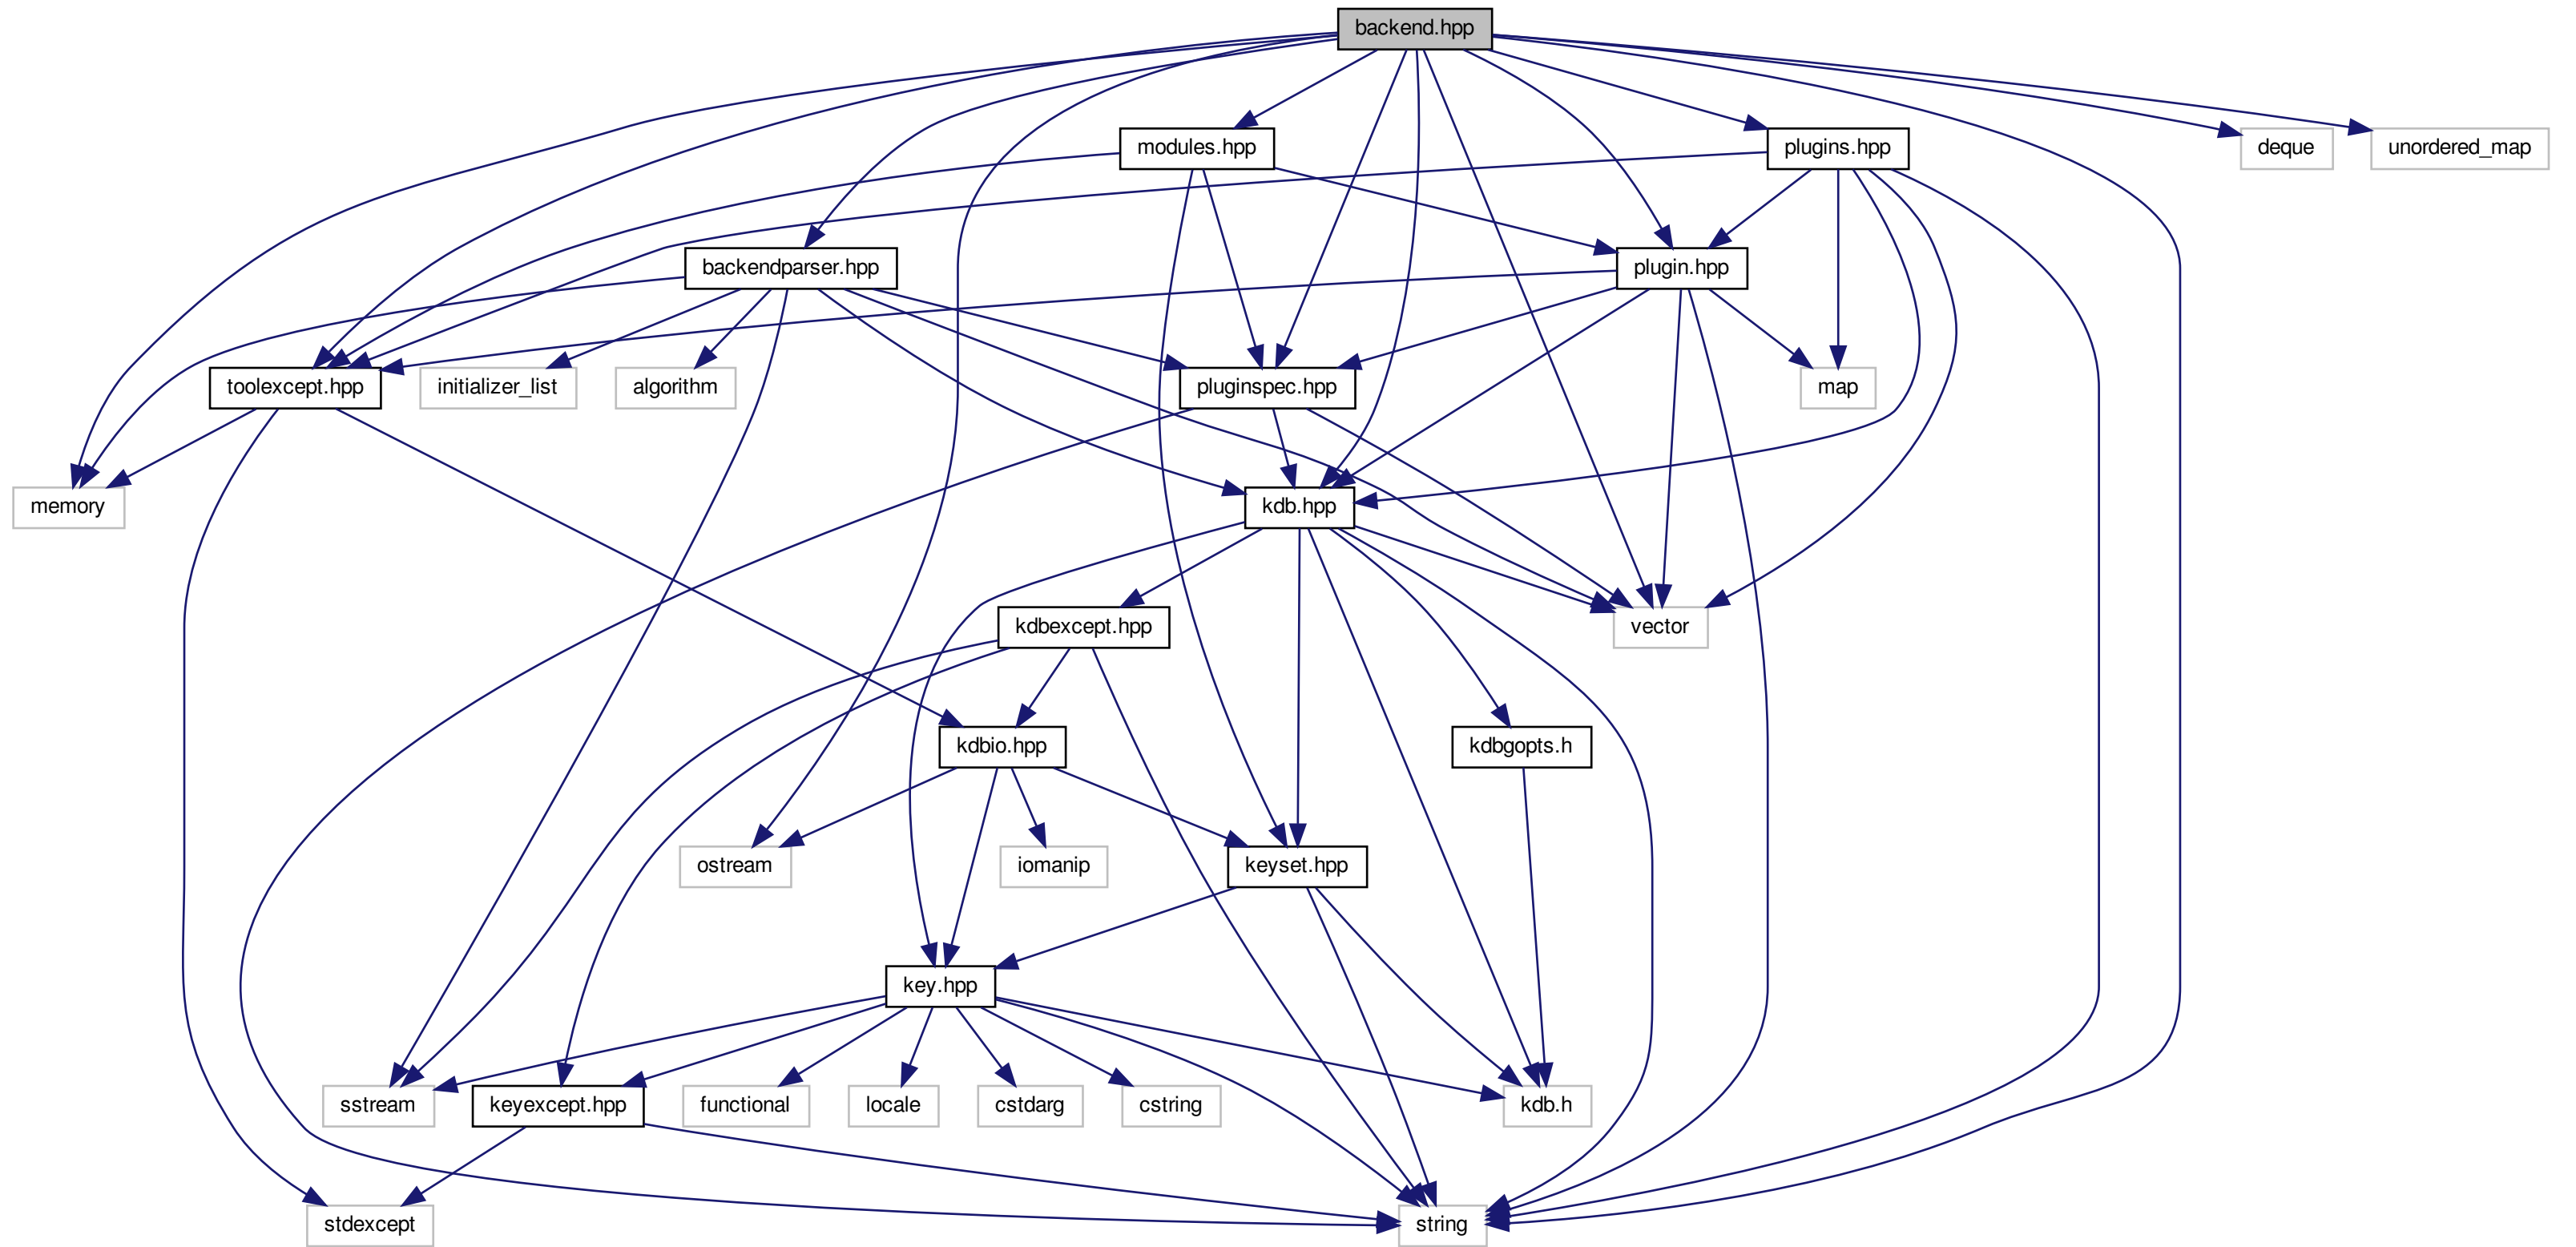 backend.hpp
modules.hpp
plugins.hpp
deque
unordered_map
backendparser.hpp
plugin.hpp
toolexcept.hpp
initializer_list
algorithm
pluginspec.hpp
map
memory
kdb.hpp
kdbexcept.hpp
vector
kdbio.hpp
kdbgopts.h
ostream
iomanip
keyset.hpp
key.hpp
sstream
keyexcept.hpp
functional
locale
cstdarg
cstring
kdb.h
stdexcept
string